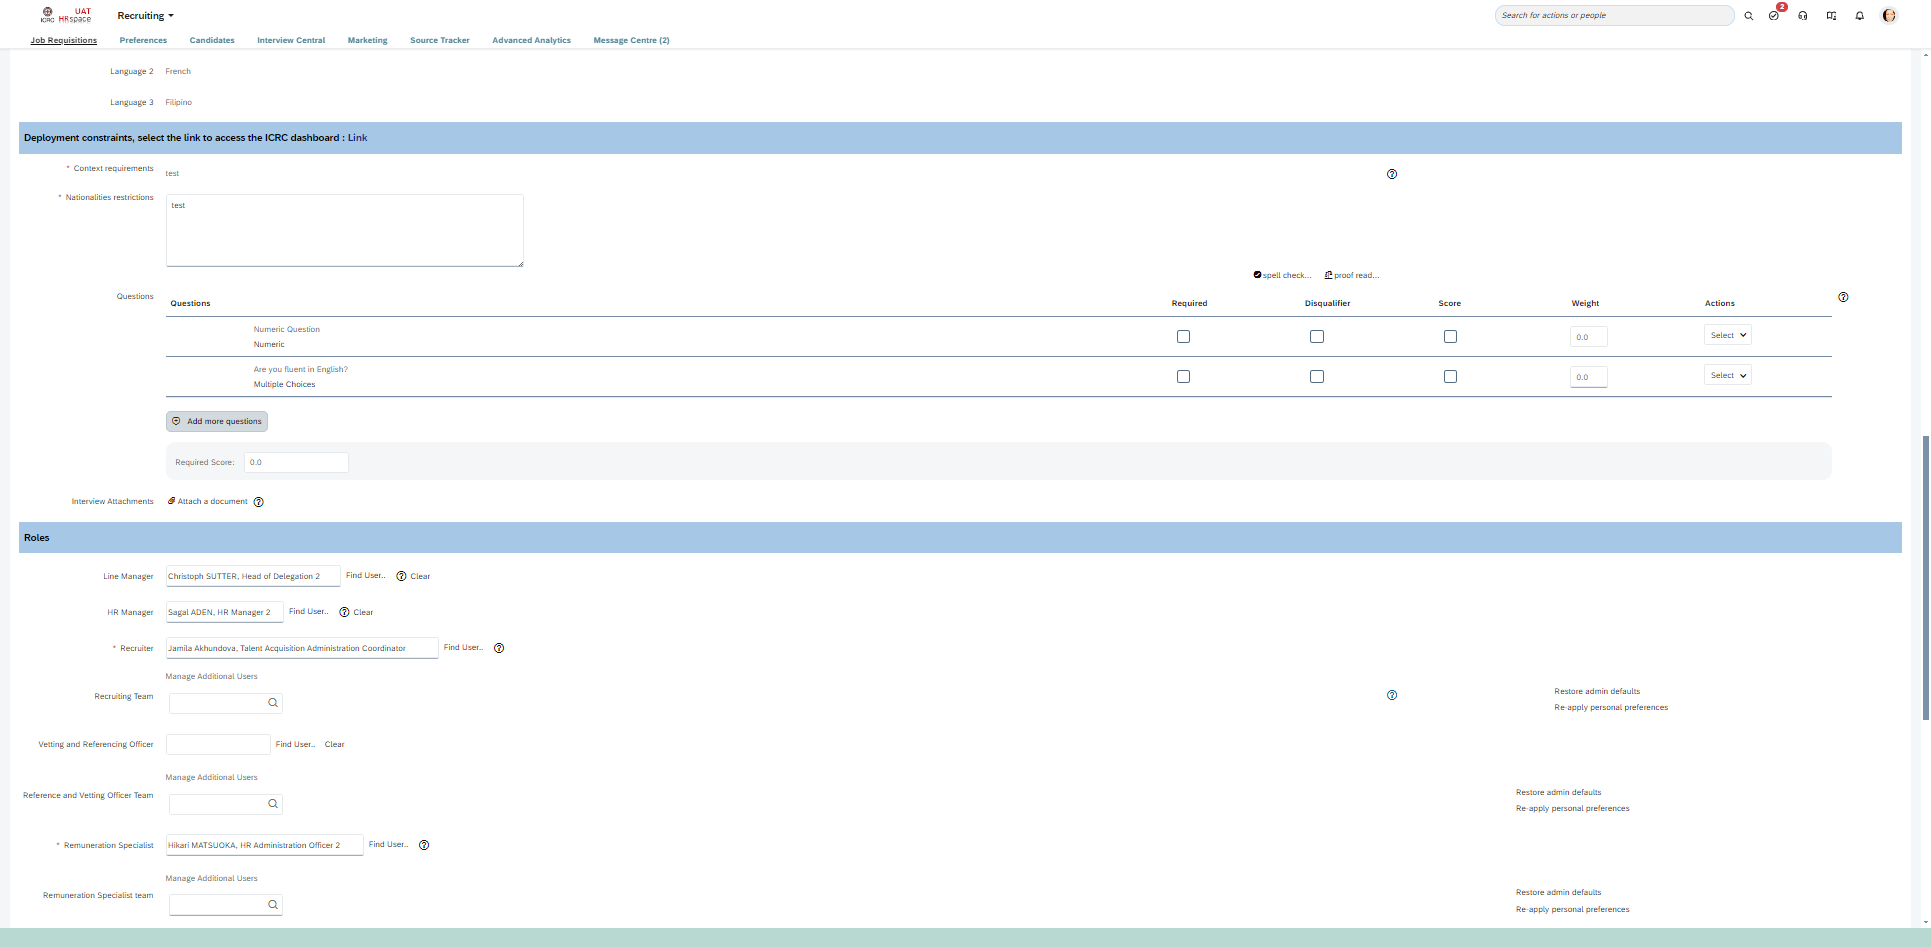 ICRC UAT HRspace
Recruiting
Search for actions or people
2
Job Requisitions Preferences Candidates Interview Central Marketing Source Tracker Advanced Analytics Message Centre (2)
Language 2 French
Language 3 Filipino
Deployment constraints, select the link to access the ICRC dashboard : Link
* Context requirements test
* Nationalities restrictions test
spell check... proof read...
Questions Questions Required Disqualifier Score Weight Actions
Numeric Question
Numeric 0.0 Select
Are you fluent in English?
Multiple Choices 0.0 Select
Add more questions
Required Score: 0.0
Interview Attachments Attach a document
Roles
Line Manager Christoph SUTTER, Head of Delegation 2 Find User.. Clear
HR Manager Sagal ADEN, HR Manager 2 Find User.. Clear
* Recruiter Jamila Akhundova, Talent Acquisition Administration Coordinator Find User..
Manage Additional Users
Recruiting Team Restore admin defaults
Re-apply personal preferences
Vetting and Referencing Officer Find User.. Clear
Manage Additional Users
Reference and Vetting Officer Team Restore admin defaults
Re-apply personal preferences
* Remuneration Specialist Hikari MATSUOKA, HR Administration Officer 2 Find User..
Manage Additional Users
Remuneration Specialist team Restore admin defaults
Re-apply personal preferences